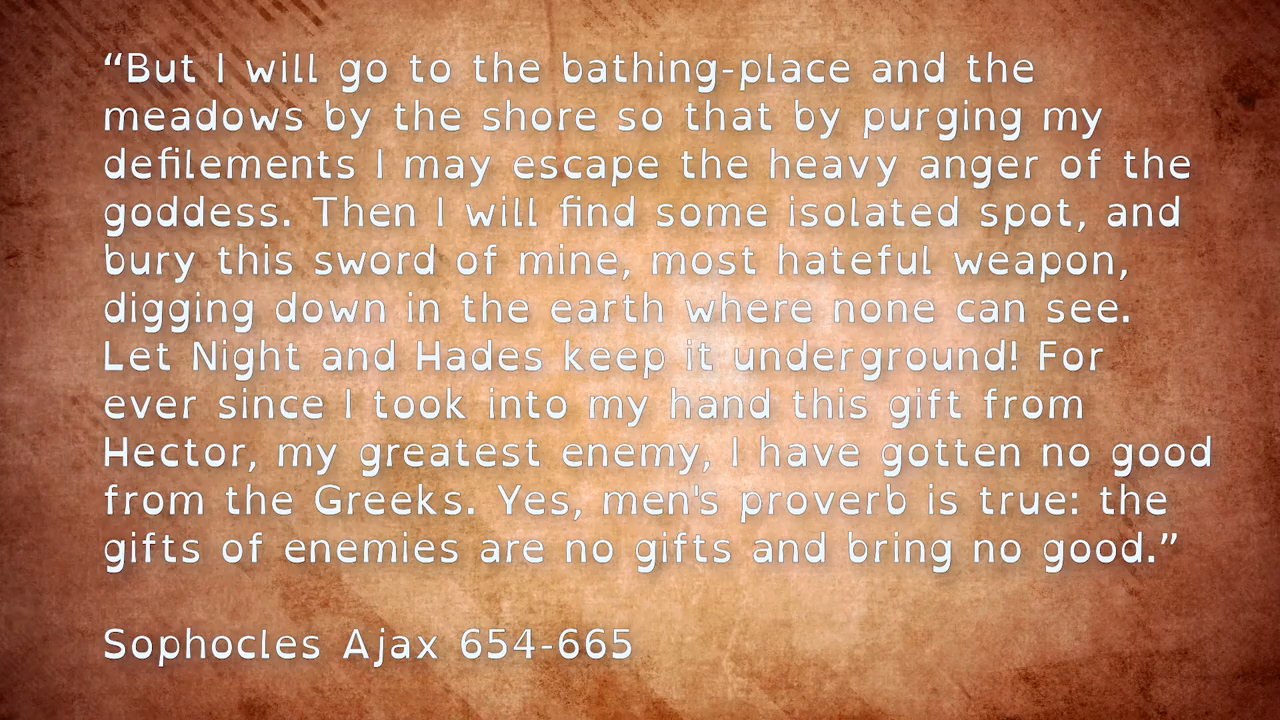 “But I will go to the bathing-place and the
meadows by the shore so that by purging my
defilements I may escape the heavy anger of the
goddess. Then I will find some isolated spot, and
bury this sword of mine, most hateful weapon,
digging down in the earth where none can see.
Let Night and Hades keep it underground! For
ever since I took into my hand this gift from
Hector, my greatest enemy, I have gotten no good
from the Greeks. Yes, men's proverb is true: the
gifts of enemies are no gifts and bring no good.”
Sophocles Ajax 654-665